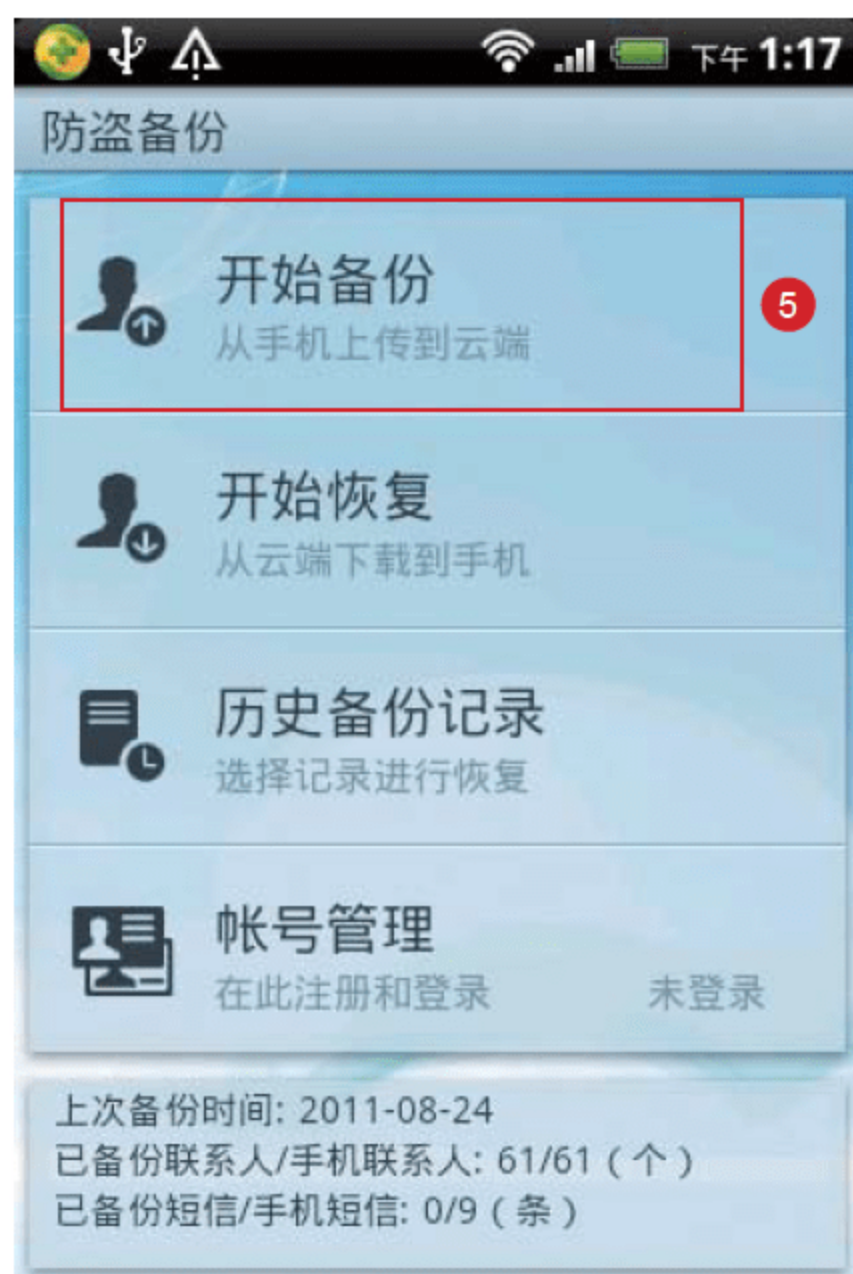 下午 1:17
防盗备份
开始备份
从手机上传到云端
5
开始恢复
从云端下载到手机
历史备份记录
选择记录进行恢复
帐号管理
在此注册和登录 未登录
上次备份时间: 2011-08-24
已备份联系人/手机联系人: 61/61 ( 个 )
已备份短信/手机短信: 0/9 ( 条 )